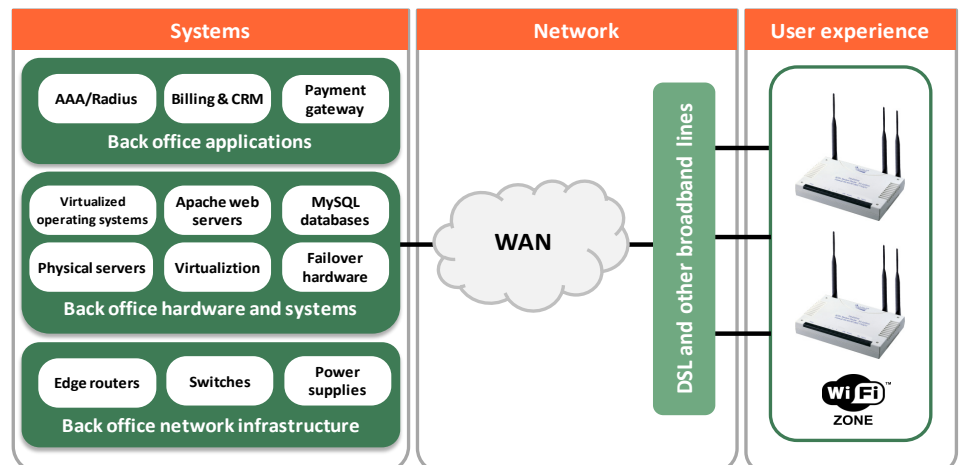 Systems
Network
User experience
AAA/Radius
Billing & CRM
Payment
gateway
Back office applications
Virtualized
operating systems
Apache web
servers
MySQL
databases
Physical servers
Virtualiztion
Failover
hardware
Back office hardware and systems
Edge routers
Switches
Power
supplies
Back office network infrastructure
WAN
DSL and other broadband lines
Wi Fi ™
ZONE